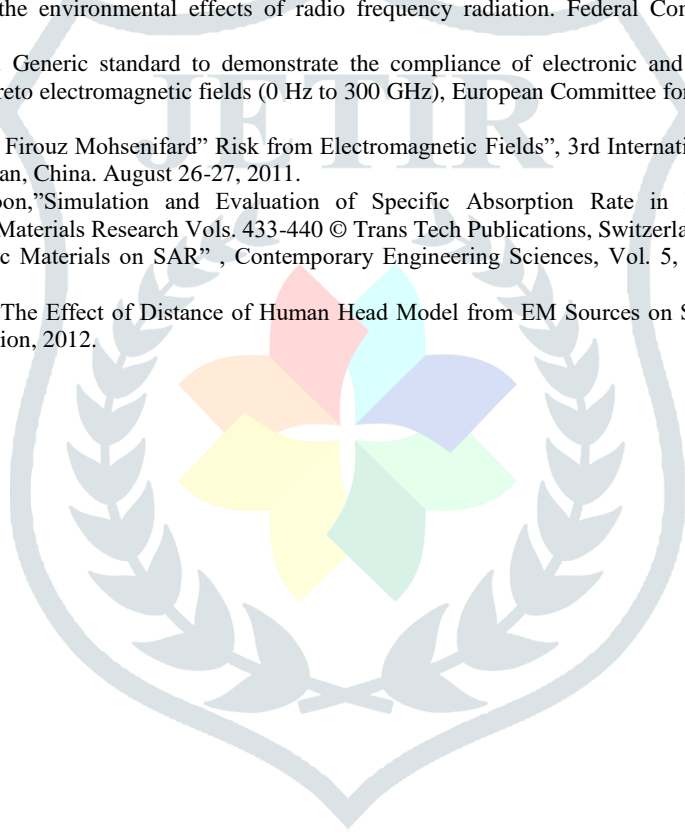 the environmental effects of radio frequency radiation. Federal Con
Generic standard to demonstrate the compliance of electronic and
reto electromagnetic fields (0 Hz to 300 GHz), European Committee for
JETIR
Firouz Mohsenifard” Risk from Electromagnetic Fields”, 3rd Internati
an, China. August 26-27, 2011.
oon,”Simulation and Evaluation of Specific Absorption Rate in
Materials Research Vols. 433-440 © Trans Tech Publications, Switzerla
c Materials on SAR” , Contemporary Engineering Sciences, Vol. 5,
The Effect of Distance of Human Head Model from EM Sources on S
ion, 2012.